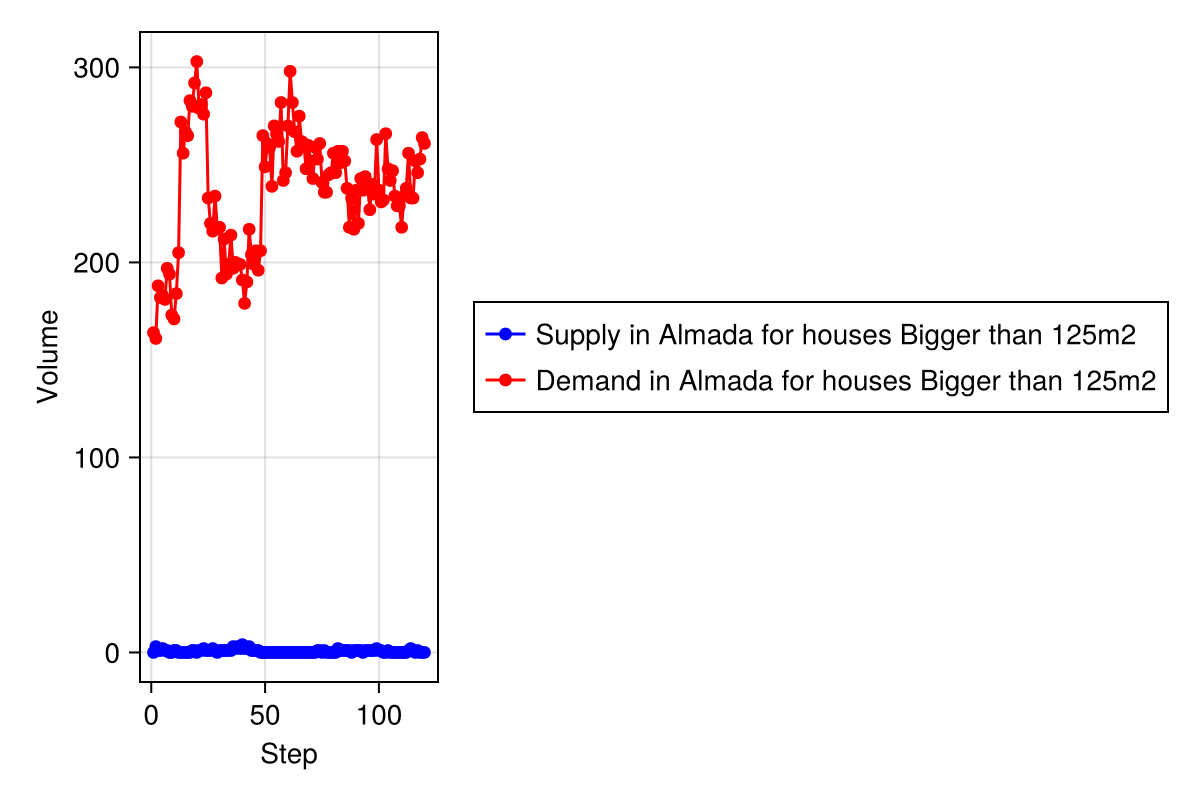 300
200
100
0
Volume
0 50 100
Step
Supply in Almada for houses Bigger than 125m2
Demand in Almada for houses Bigger than 125m2